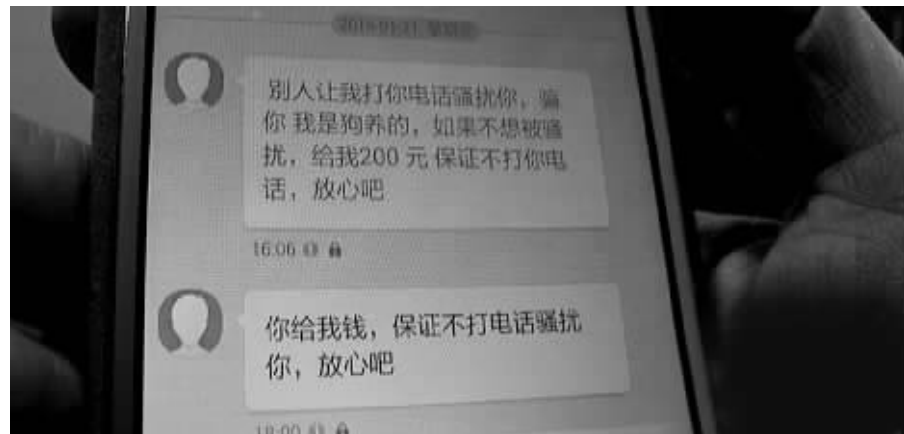 别人让我打你电话骚扰你，骗
你 我是狗养的，如果不想被骚
扰，给我200 元 保证不打你电
话，放心吧
16:06
你给我钱，保证不打电话骚扰
你，放心吧
18:00